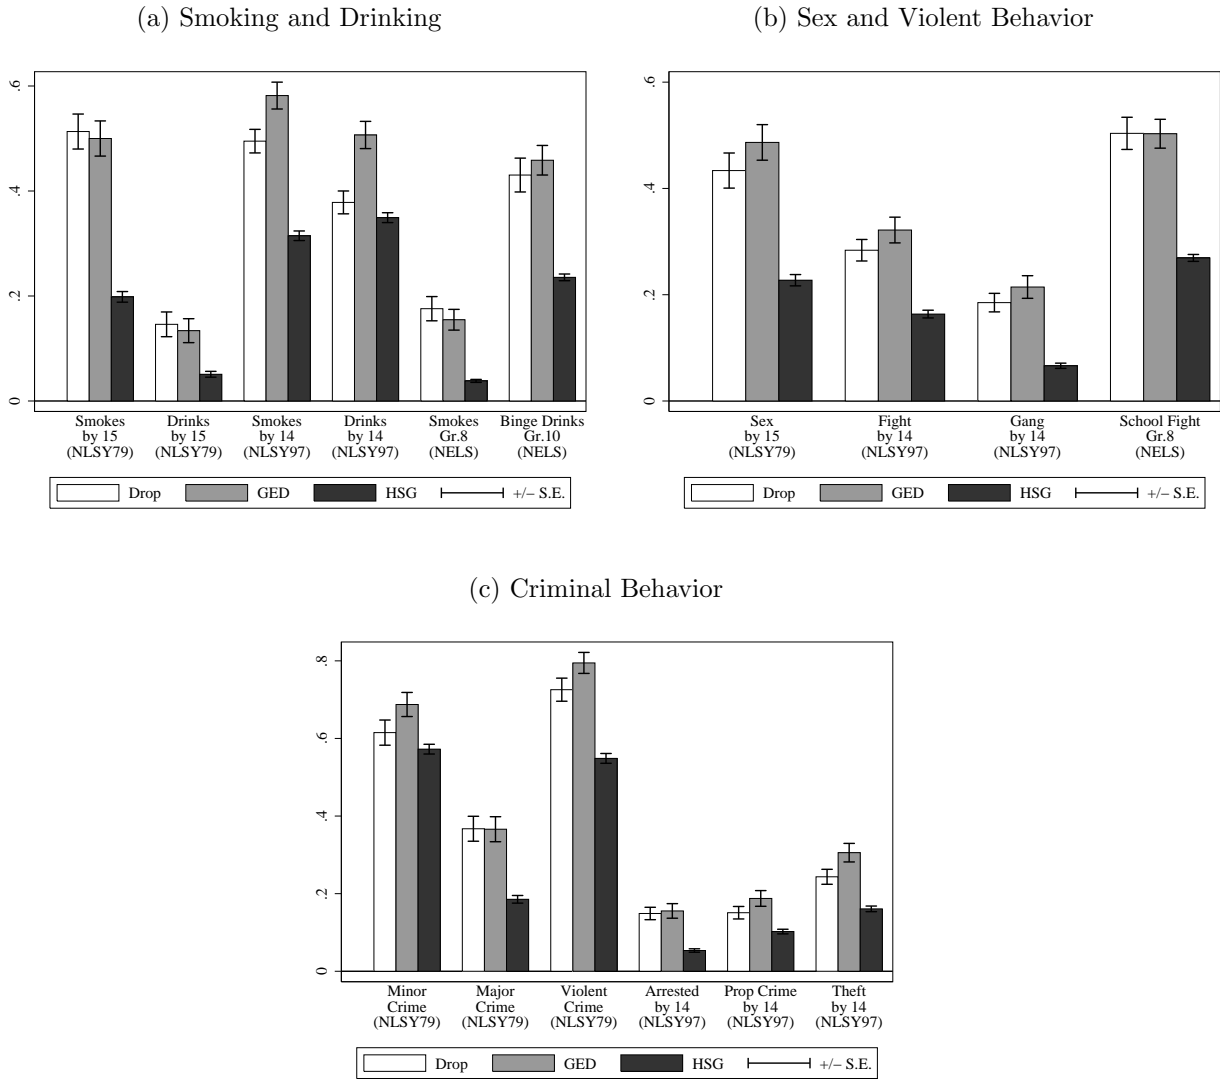 (a) Smoking and Drinking
.6
.4
.2
0
Smokes by 15 (NLSY79)
Drinks by 15 (NLSY79)
Smokes by 14 (NLSY97)
Drinks by 14 (NLSY97)
Smokes Gr.8 (NELS)
Binge Drinks Gr.10 (NELS)
Drop GED HSG +/− S.E.
(b) Sex and Violent Behavior
.6
.4
.2
0
Sex by 15 (NLSY79)
Fight by 14 (NLSY97)
Gang by 14 (NLSY97)
School Fight Gr.8 (NELS)
Drop GED HSG +/− S.E.
(c) Criminal Behavior
.8
.6
.4
.2
0
Minor Crime (NLSY79)
Major Crime (NLSY79)
Violent Crime (NLSY79)
Arrested by 14 (NLSY97)
Prop Crime by 14 (NLSY97)
Theft by 14 (NLSY97)
Drop GED HSG +/− S.E.